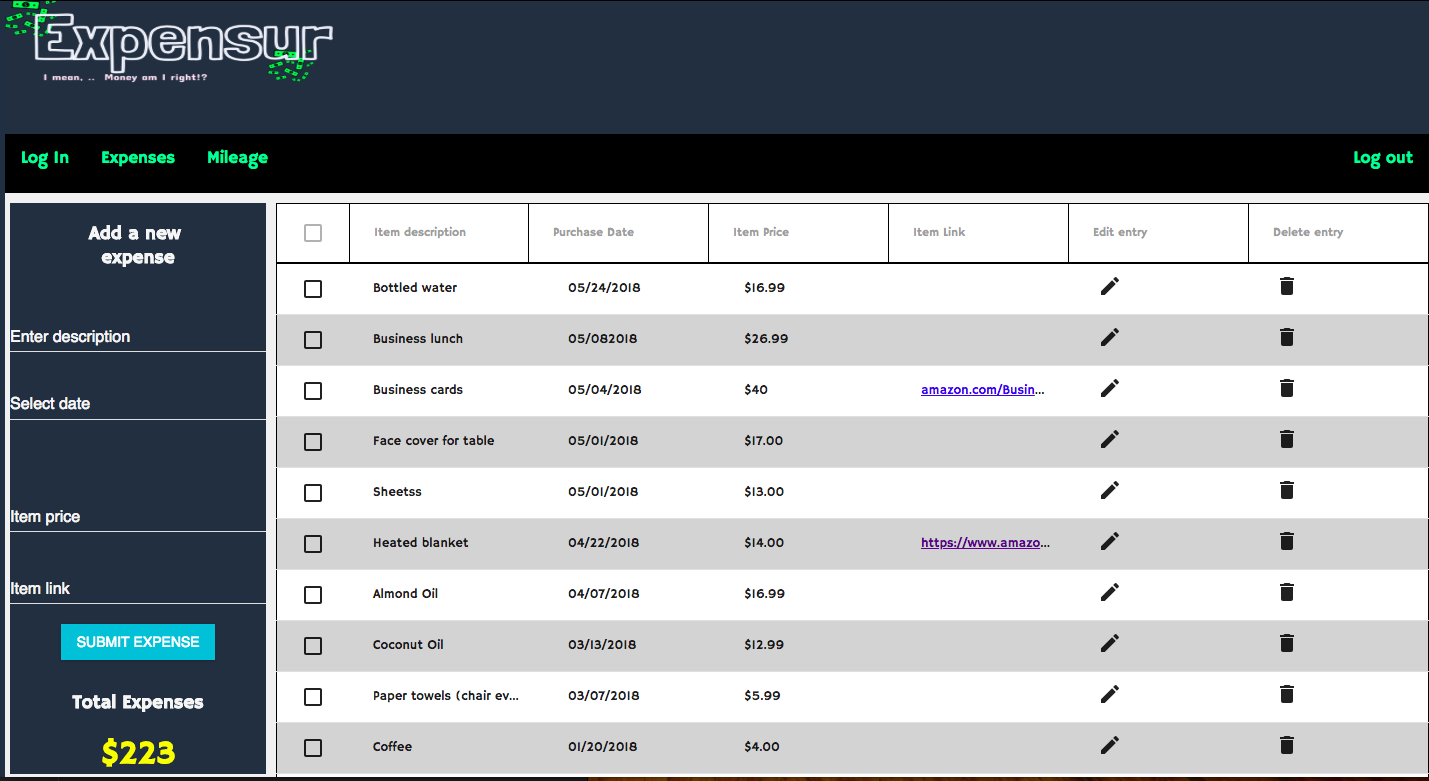 Expensur
I mean, .. Money am I right!?
Log In Expenses Mileage Log out
Add a new
expense
Enter description
Select date
Item price
Item link
SUBMIT EXPENSE
Total Expenses
$223
Item description Purchase Date Item Price Item Link Edit entry Delete entry
Bottled water 05/24/2018 $16.99
Business lunch 05/082018 $26.99
Business cards 05/04/2018 $40 amazon.com/Busin...
Face cover for table 05/01/2018 $17.00
Sheetss 05/01/2018 $13.00
Heated blanket 04/22/2018 $14.00 https://www.amazo...
Almond Oil 04/07/2018 $16.99
Coconut Oil 03/13/2018 $12.99
Paper towels (chair ev... 03/07/2018 $5.99
Coffee 01/20/2018 $4.00